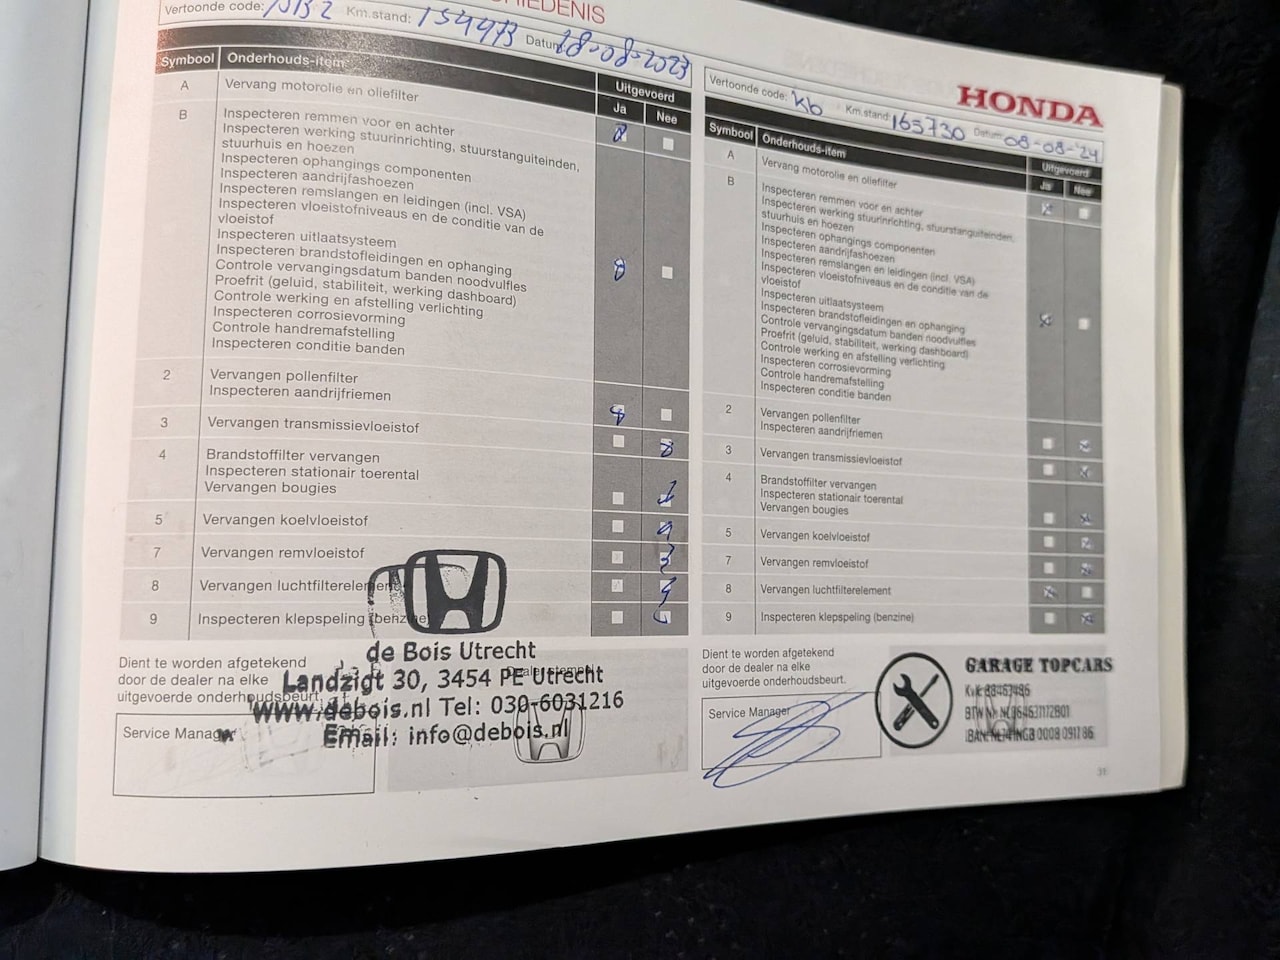 CHIEDENIS
Vertoonde code:
Km.stand: 154473
Datum: 28-08-2023
Symbool Onderhouds-item Uitgevoerd
Ja Nee
A Vervang motorolie en oliefilter
B Inspecteren remmen voor en achter
Inspecteren werking stuurinrichting, stuurstanguiteinden,
stuurhuis en hoezen
Inspecteren ophangings componenten
Inspecteren aandrijfashoezen
Inspecteren remslangen en leidingen (incl. VSA)
Inspecteren vloeistofniveaus en de conditie van de
vloeistof
Inspecteren uitlaatsysteem
Inspecteren brandstofleidingen en ophanging
Controle vervangingsdatum banden noodvulfles
Proefrit (geluid, stabiliteit, werking dashboard)
Controle werking en afstelling verlichting
Inspecteren corrosievorming
Controle handremafstelling
Inspecteren conditie banden
2 Vervangen pollenfilter
Inspecteren aandrijfriemen
3 Vervangen transmissievloeistof
4 Brandstoffilter vervangen
Inspecteren stationair toerental
Vervangen bougies
5 Vervangen koelvloeistof
7 Vervangen remvloeistof
8 Vervangen luchtfilterelement
9 Inspecteren klepspeling (benzine)
Dient te worden afgetekend
door de dealer na elke
uitgevoerde onderhoudsbeurt.
Service Manager
Dealer stempel
de Bois Utrecht
Landzigt 30, 3454 PE Utrecht
www.debois.nl Tel: 030-6031216
Email: info@debois.nl
HONDA
Vertoonde code: kb Km.stand: 165730 Datum: 08-08-'24
Symbool Onderhouds-item Uitgevoerd
Ja Nee
A Vervang motorolie en oliefilter
B Inspecteren remmen voor en achter
Inspecteren werking stuurinrichting, stuurstanguiteinden,
stuurhuis en hoezen
Inspecteren ophangings componenten
Inspecteren aandrijfashoezen
Inspecteren remslangen en leidingen (incl. VSA)
Inspecteren vloeistofniveaus en de conditie van de
vloeistof
Inspecteren uitlaatsysteem
Inspecteren brandstofleidingen en ophanging
Controle vervangingsdatum banden noodvulfles
Proefrit (geluid, stabiliteit, werking dashboard)
Controle werking en afstelling verlichting
Inspecteren corrosievorming
Controle handremafstelling
Inspecteren conditie banden
2 Vervangen pollenfilter
Inspecteren aandrijfriemen
3 Vervangen transmissievloeistof
4 Brandstoffilter vervangen
Inspecteren stationair toerental
Vervangen bougies
5 Vervangen koelvloeistof
7 Vervangen remvloeistof
8 Vervangen luchtfilterelement
9 Inspecteren klepspeling (benzine)
Dient te worden afgetekend
door de dealer na elke
uitgevoerde onderhoudsbeurt.
Service Manager
GARAGE TOPCARS
KvK: 88463486
BTW
IBAN:
31